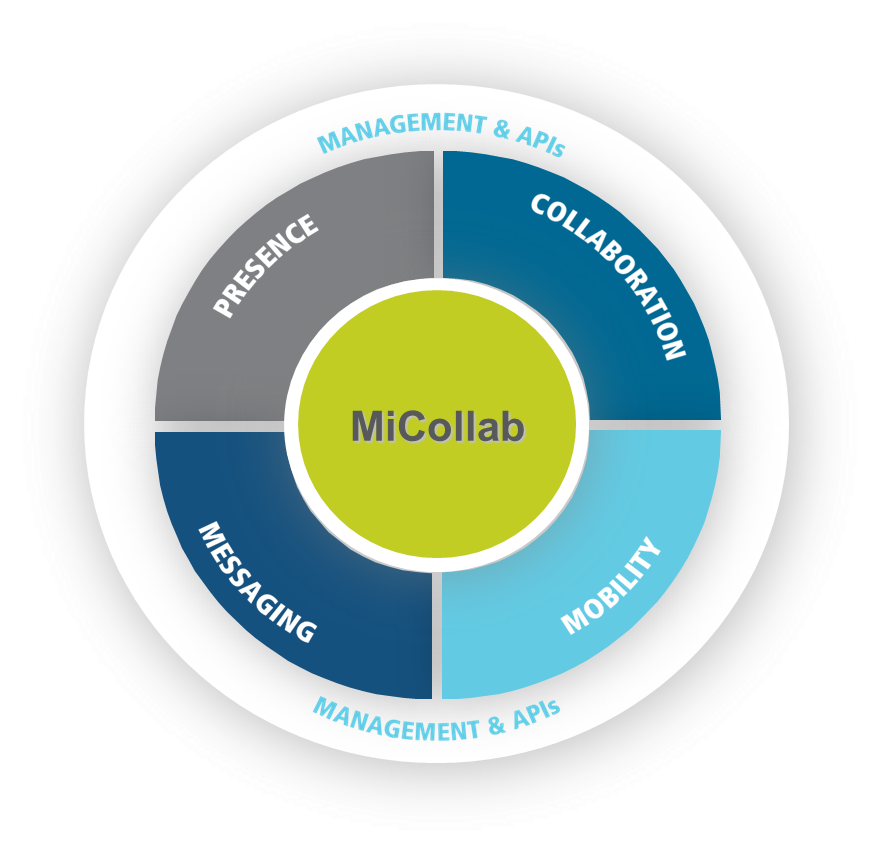 MANAGEMENT & APIs
PRESENCE
COLLABORATION
MiCollab
MESSAGING
MOBILITY
MANAGEMENT & APIs